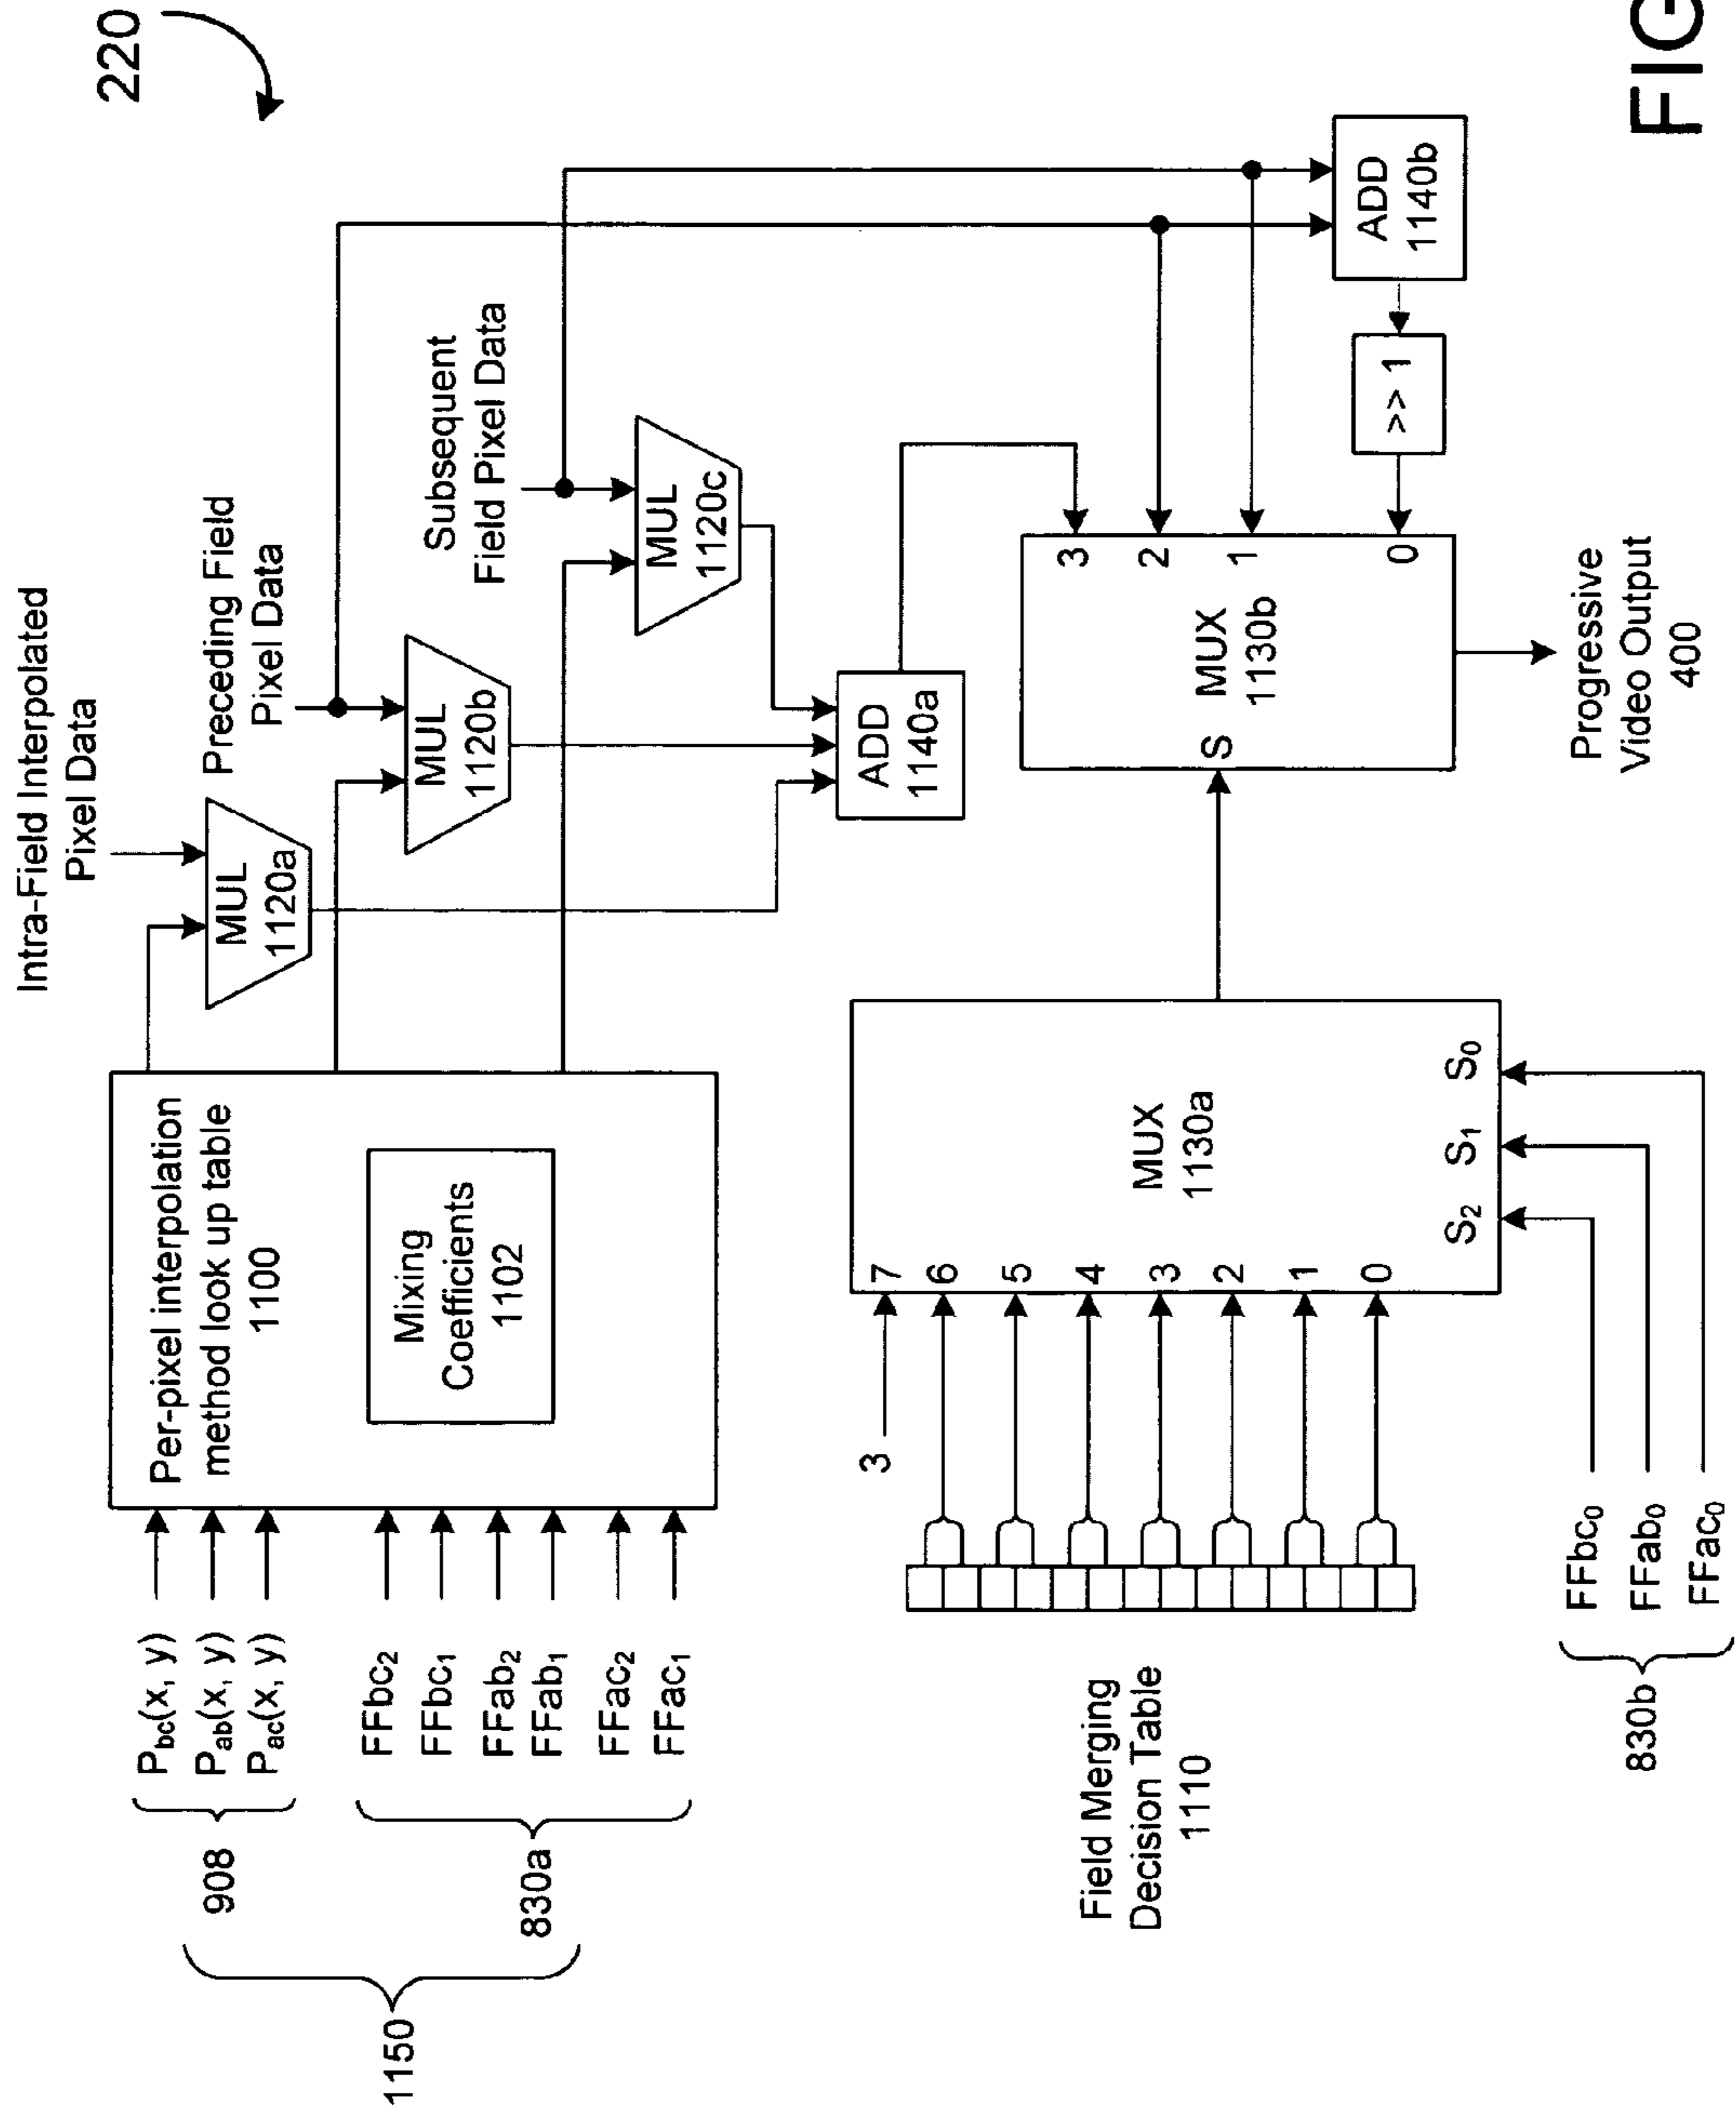 220
Intra-Field Interpolated
Pixel Data
Preceding Field
Pixel Data
Subsequent
Field Pixel Data
1150
908
P_bc(x, y)
P_ab(x, y)
P_ac(x, y)
830a
FFbc₂
FFbc₁
FFab₂
FFab₁
FFac₂
FFac₁
Per-pixel interpolation
method look up table
1100
Mixing
Coefficients
1102
MUL
1120a
MUL
1120b
MUL
1120c
ADD
1140a
ADD
1140b
>> 1
Field Merging
Decision Table
1110
3
7
6
5
4
3
2
1
0
MUX
1130a
S₂
S₁
S₀
830b
FFbc₀
FFab₀
FFac₀
S
MUX
1130b
3
2
1
0
Progressive
Video Output
400
FIG